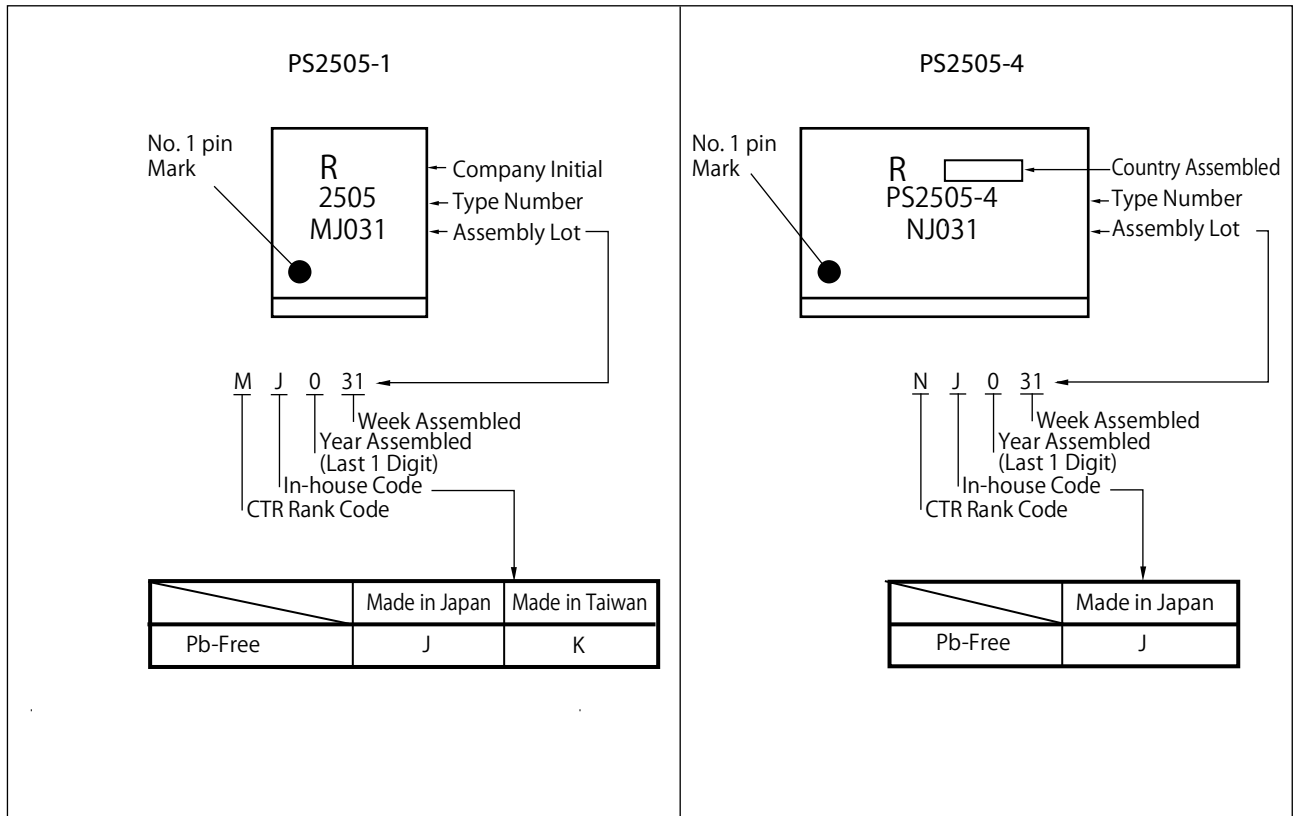 PS2505-1
No. 1 pin
Mark
R
2505
MJ031
Company Initial
Type Number
Assembly Lot
M J 0 31
Week Assembled
Year Assembled
(Last 1 Digit)
In-house Code
CTR Rank Code
Made in Japan Made in Taiwan
Pb-Free J K
PS2505-4
No. 1 pin
Mark
R
PS2505-4
NJ031
Country Assembled
Type Number
Assembly Lot
N J 0 31
Week Assembled
Year Assembled
(Last 1 Digit)
In-house Code
CTR Rank Code
Made in Japan
Pb-Free J